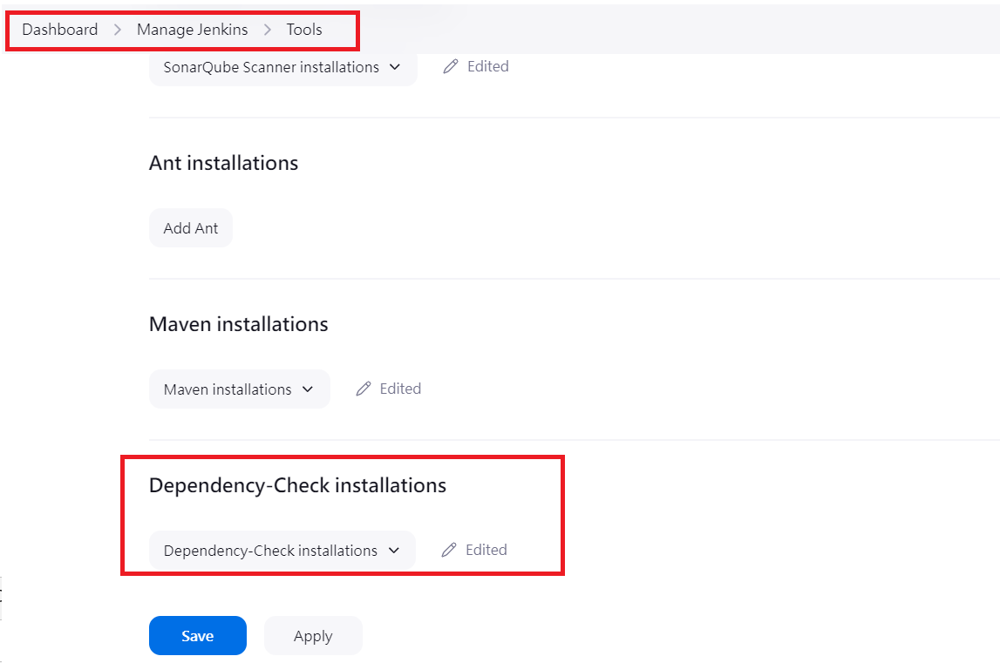 Dashboard > Manage Jenkins > Tools
SonarQube Scanner installations Edited
Ant installations
Add Ant
Maven installations
Maven installations Edited
Dependency-Check installations
Dependency-Check installations Edited
Save Apply